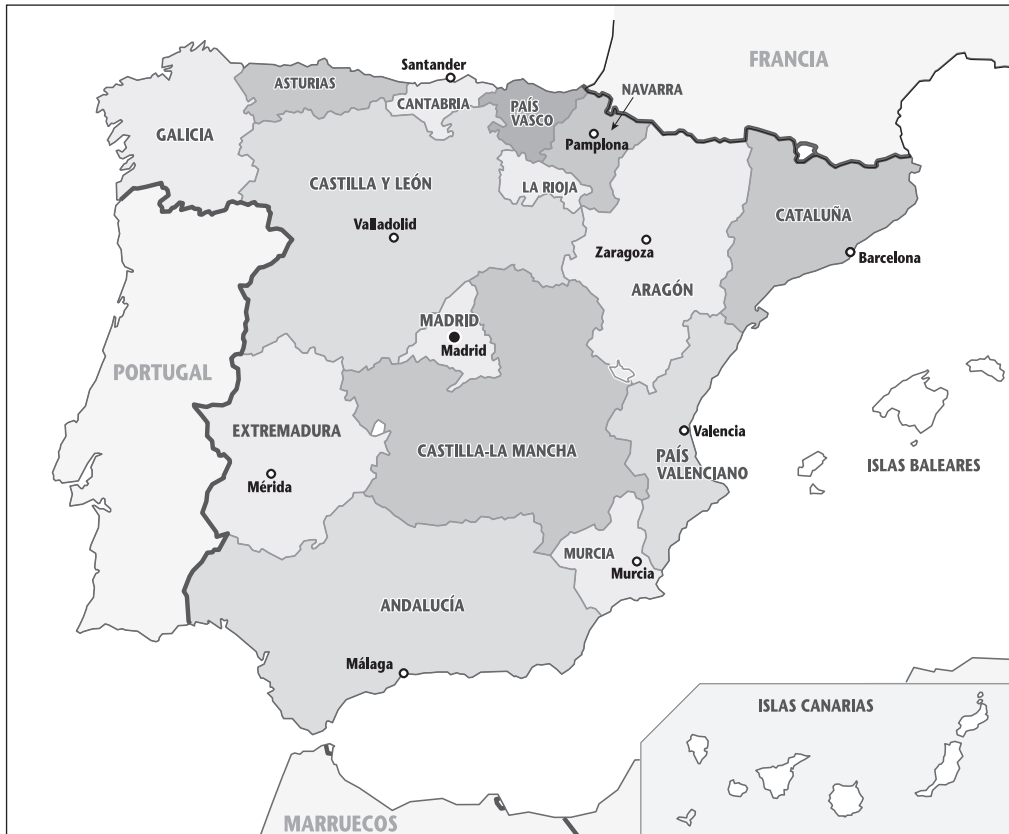 FRANCIA
Santander
ASTURIAS
CANTABRIA
PAÍS
VASCO
NAVARRA
GALICIA
Pamplona
CASTILLA Y LEÓN
LA RIOJA
CATALUÑA
Valladolid
Zaragoza
Barcelona
ARAGÓN
MADRID
Madrid
PORTUGAL
EXTREMADURA
Valencia
CASTILLA-LA MANCHA
PAÍS
VALENCIANO
ISLAS BALEARES
Mérida
MURCIA
Murcia
ANDALUCÍA
Málaga
ISLAS CANARIAS
MARRUECOS